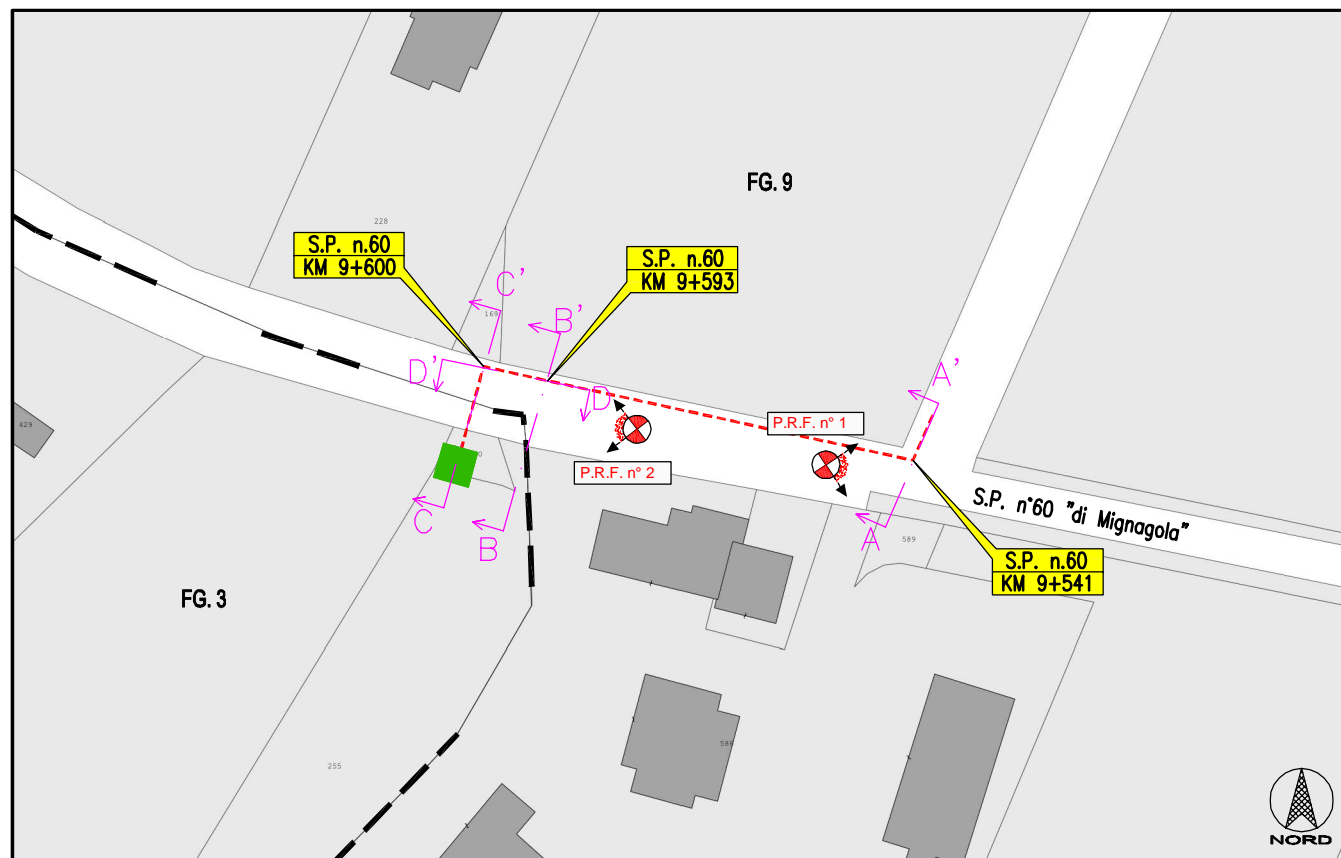 FG. 9
228
S.P. n.60
KM 9+600
S.P. n.60
KM 9+593
C'
169
B'
D'
D
A'
P.R.F. n° 1
429
P.R.F. n° 2
C
B
A
S.P. n°60 "di Mignagola"
589
S.P. n.60
KM 9+541
FG. 3
586
255
NORD